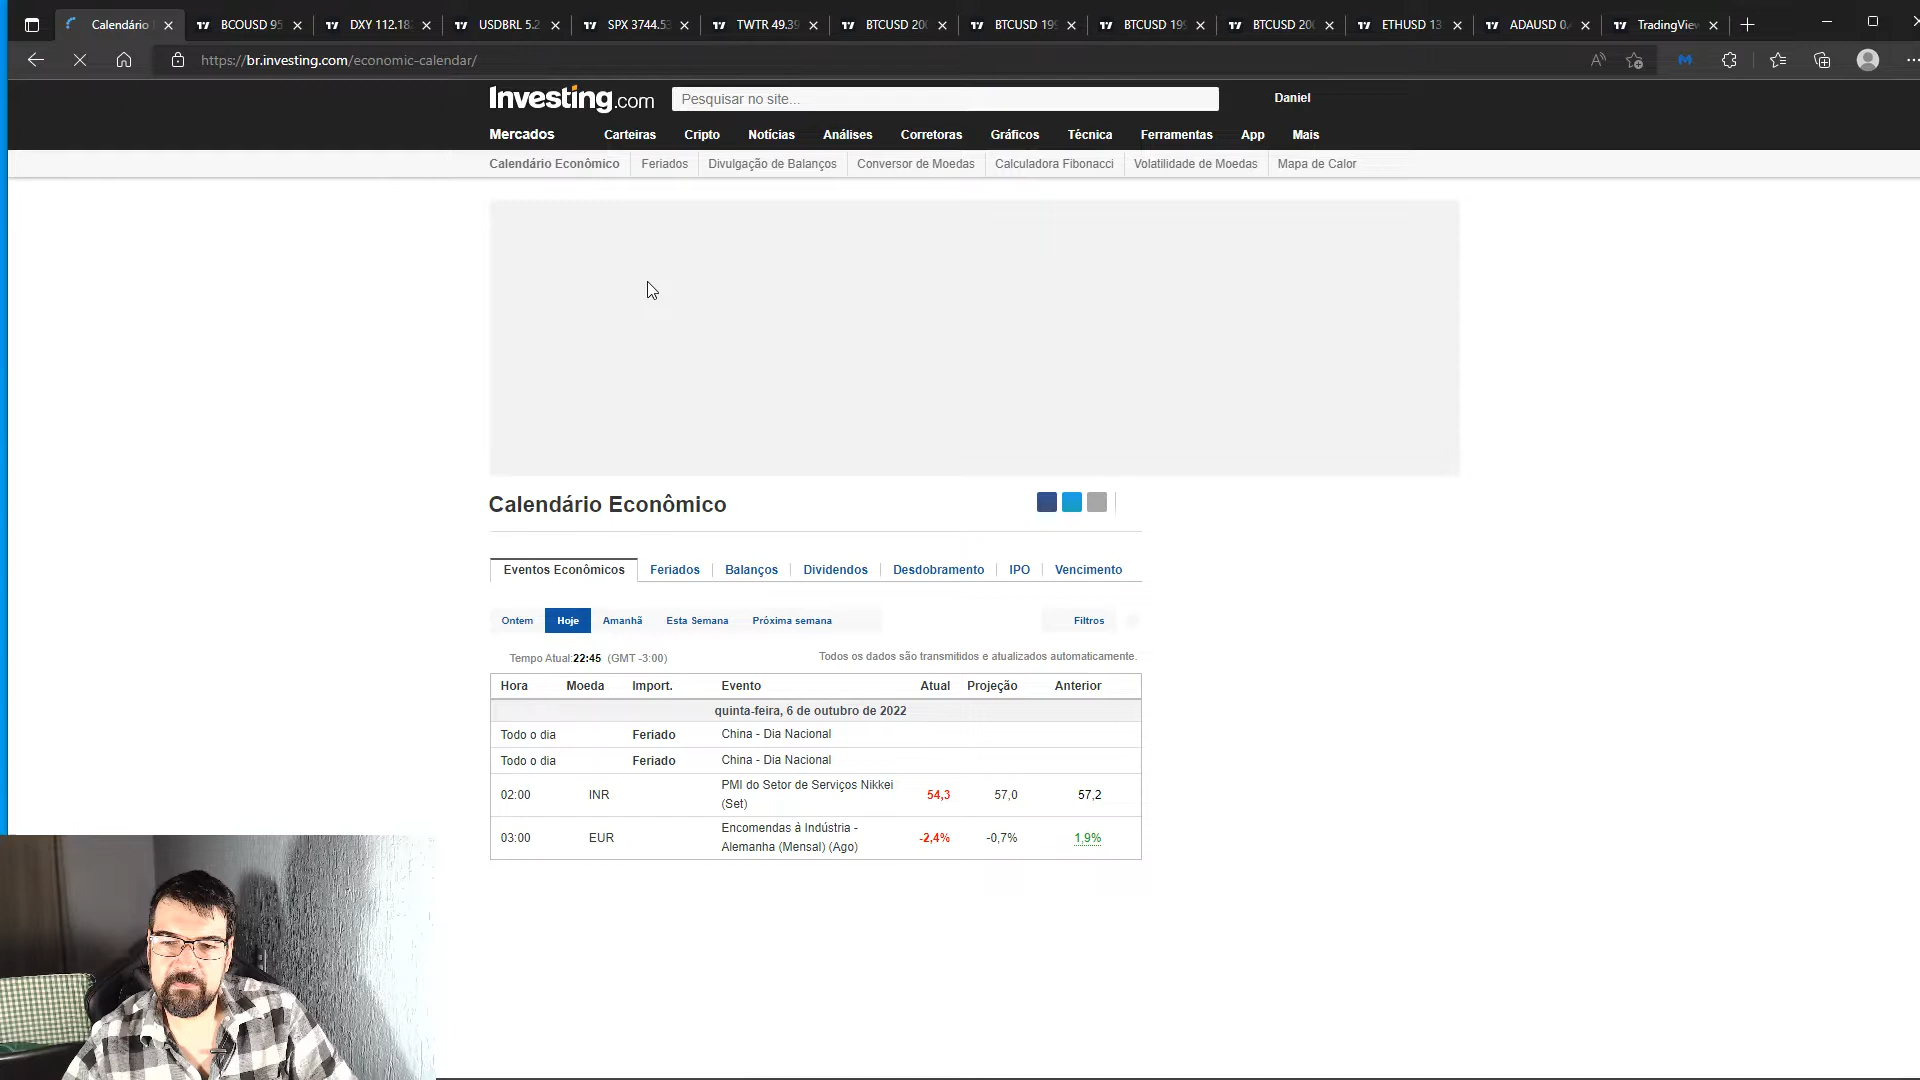 Calendário BCOUSD 95 DXY 112.18 USDBRL 5.2 SPX 3744.53 TWTR 49.39 BTCUSD 200 BTCUSD 199 BTCUSD 199 BTCUSD 200 ETHUSD 13 ADAUSD 0. TradingView
https://br.investing.com/economic-calendar/
Investing.com Pesquisar no site... Daniel
Mercados Carteiras Cripto Notícias Análises Corretoras Gráficos Técnica Ferramentas App Mais
Calendário Econômico Feriados Divulgação de Balanços Conversor de Moedas Calculadora Fibonacci Volatilidade de Moedas Mapa de Calor
Calendário Econômico
Eventos Econômicos Feriados Balanços Dividendos Desdobramento IPO Vencimento
Ontem Hoje Amanhã Esta Semana Próxima semana Filtros
Tempo Atual:22:45 (GMT -3:00) Todos os dados são transmitidos e atualizados automaticamente.
Hora Moeda Import. Evento Atual Projeção Anterior
quinta-feira, 6 de outubro de 2022
Todo o dia Feriado China - Dia Nacional
Todo o dia Feriado China - Dia Nacional
02:00 INR PMI do Setor de Serviços Nikkei (Set) 54,3 57,0 57,2
03:00 EUR Encomendas à Indústria - Alemanha (Mensal) (Ago) -2,4% -0,7% 1,9%